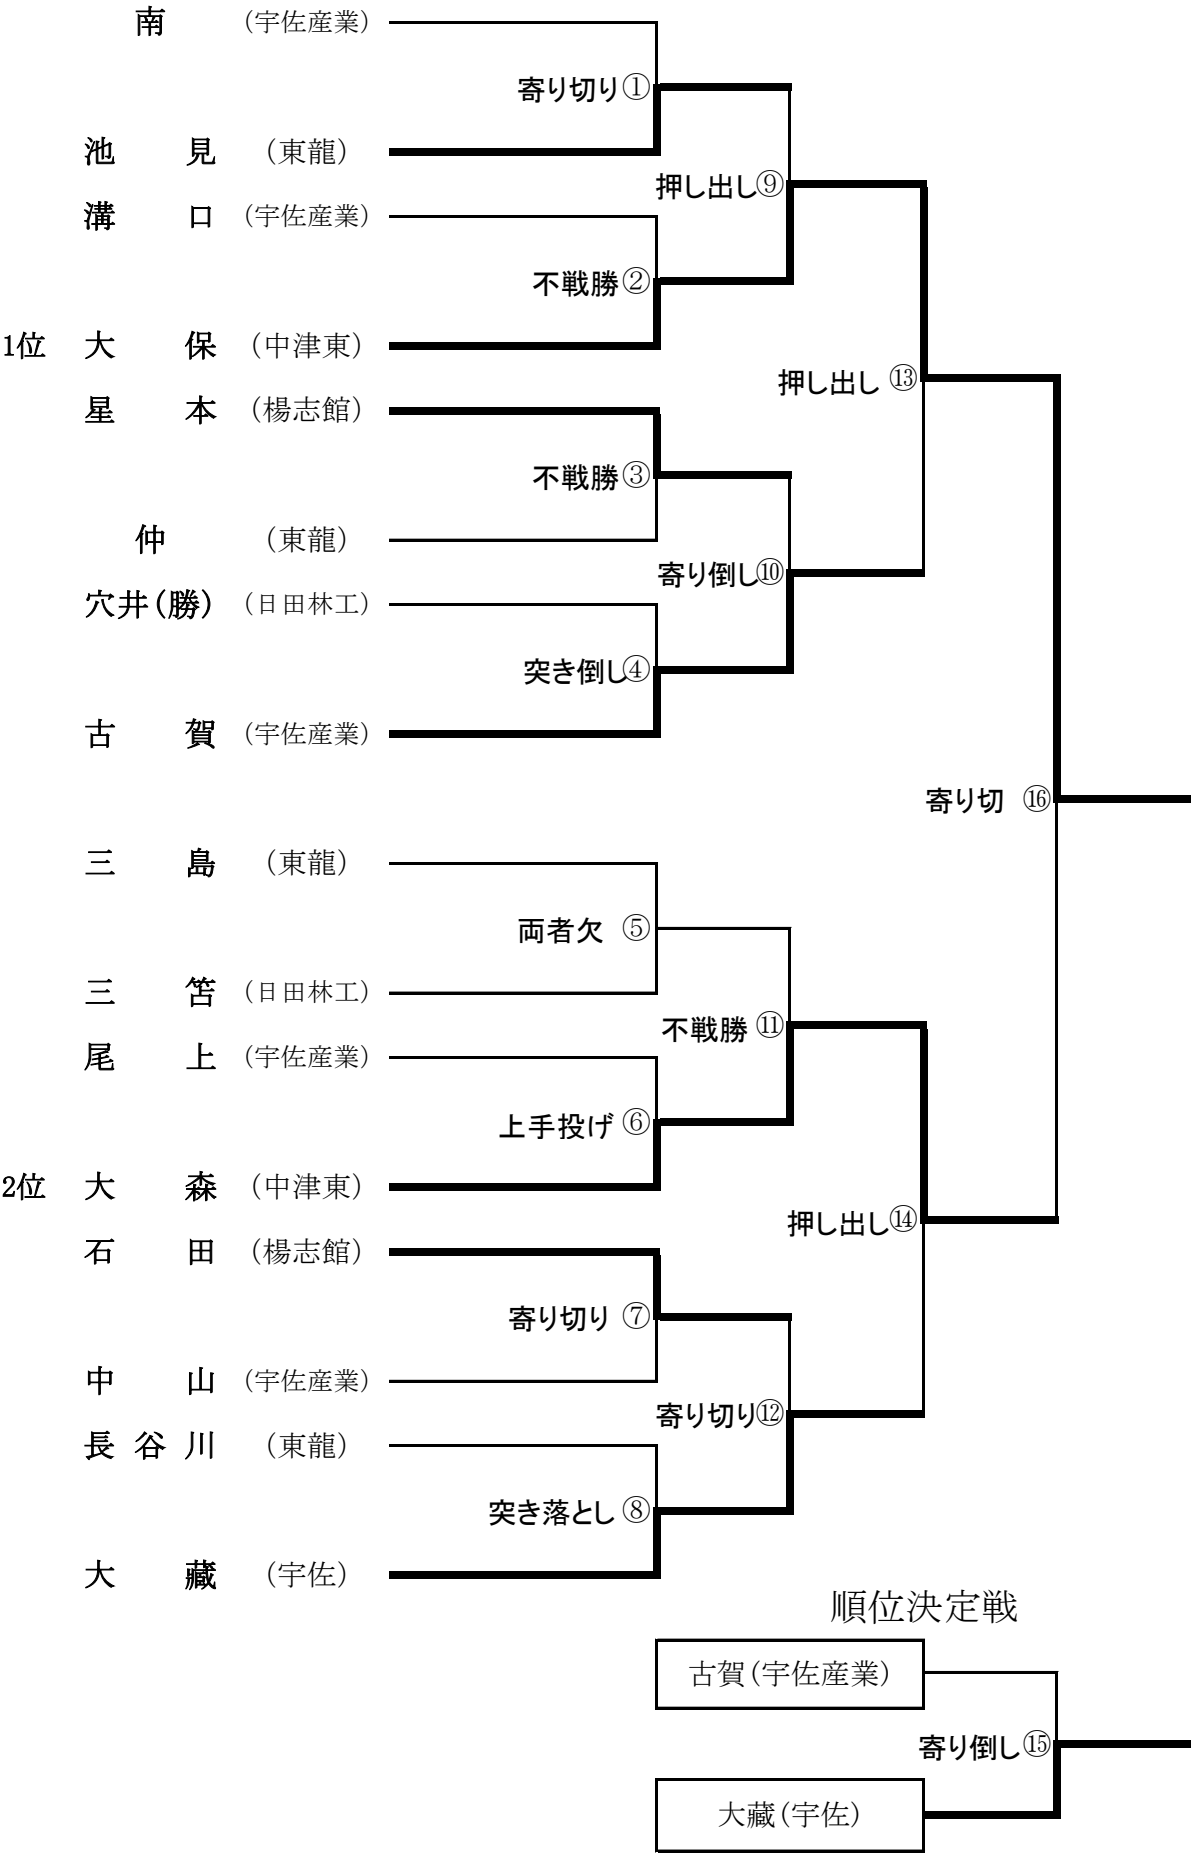 南 (宇佐産業)
寄り切り①
池見 (東龍)
押し出し⑨
溝口 (宇佐産業)
不戦勝②
1位 大保 (中津東)
押し出し ⑬
星本 (楊志館)
不戦勝③
仲 (東龍)
寄り倒し⑩
穴井(勝) (日田林工)
突き倒し④
古賀 (宇佐産業)
寄り切 ⑯
三島 (東龍)
両者欠 ⑤
三笘 (日田林工)
不戦勝 ⑪
尾上 (宇佐産業)
上手投げ ⑥
2位 大森 (中津東)
押し出し⑭
石田 (楊志館)
寄り切り ⑦
中山 (宇佐産業)
寄り切り⑫
長谷川 (東龍)
突き落とし ⑧
大藏 (宇佐)
順位決定戦
古賀(宇佐産業)
寄り倒し⑮
大藏(宇佐)